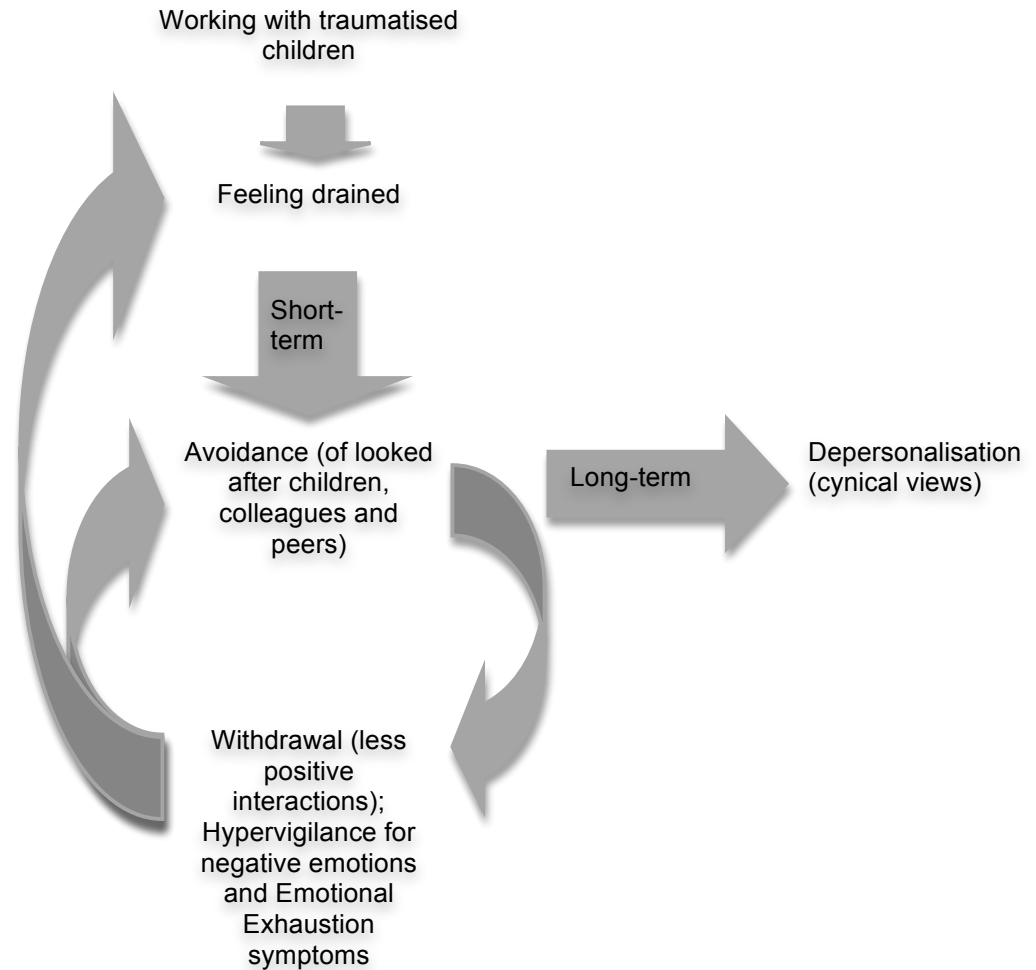 Working with traumatised
children
Feeling drained
Short-
term
Avoidance (of looked
after children,
colleagues and
peers)
Long-term
Depersonalisation
(cynical views)
Withdrawal (less
positive
interactions);
Hypervigilance for
negative emotions
and Emotional
Exhaustion
symptoms